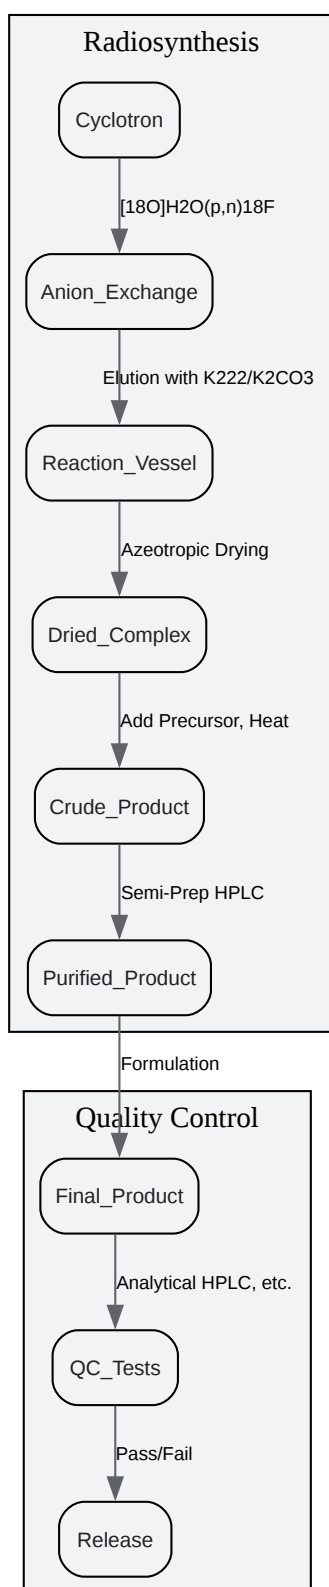 Radiosynthesis
Cyclotron
[18O]H2O(p,n)18F
Anion_Exchange
Elution with K222/K2CO3
Reaction_Vessel
Azeotropic Drying
Dried_Complex
Add Precursor, Heat
Crude_Product
Semi-Prep HPLC
Purified_Product
Formulation
Quality Control
Final_Product
Analytical HPLC, etc.
QC_Tests
Pass/Fail
Release